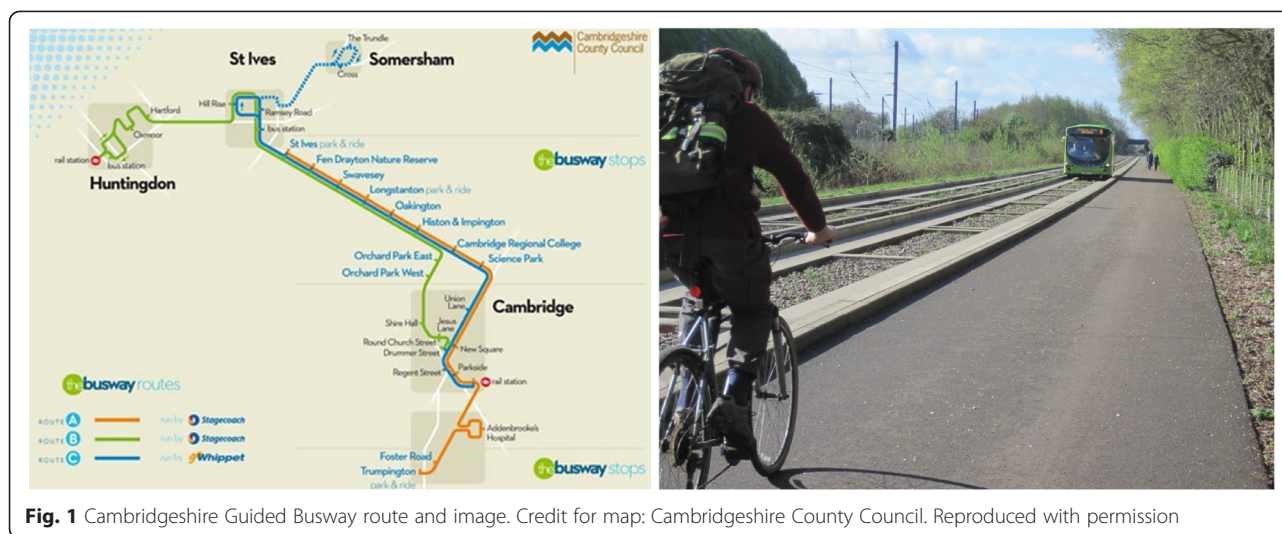 The Trundle
Cambridgeshire
County Council
St Ives
Somersham
Cross
Hartford
Hill Rise
Ramsey Road
Oxmoor
bus station
St Ives park & ride
rail station
bus station
Huntingdon
Fen Drayton Nature Reserve
the busway stops
Swavesey
Longstanton park & ride
Oakington
Histon & Impington
Cambridge Regional College
Orchard Park East
Science Park
Orchard Park West
Union
Lane
Cambridge
Jesus
Lane
Shire Hall
Round Church Street
New Square
Drummer Street
Parkside
Regent Street
rail station
the busway routes
Addenbrooke's
Hospital
ROUTE A run by Stagecoach
ROUTE B run by Stagecoach
ROUTE C run by Whippet
Foster Road
Trumpington
park & ride
the busway stops
Fig. 1 Cambridgeshire Guided Busway route and image. Credit for map: Cambridgeshire County Council. Reproduced with permission